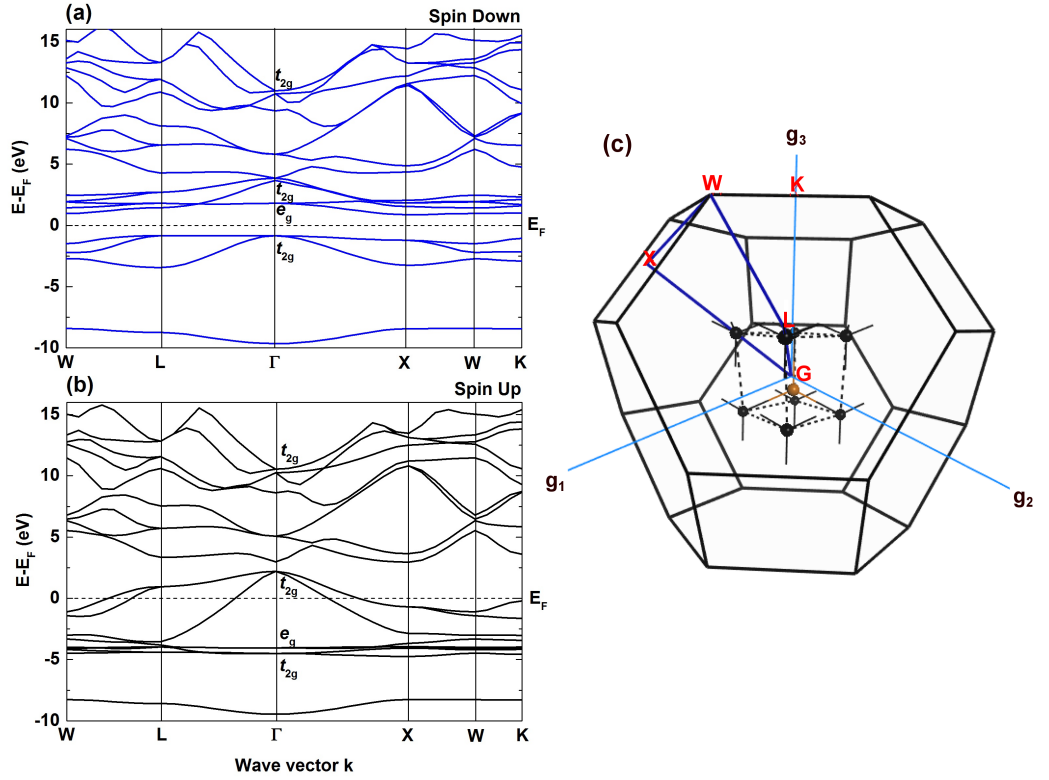 (a)
Spin Down
15
10
5
0
-5
-10
E-E_F (eV)
t_2g
t_2g
e_g
t_2g
E_F
W L Γ X W K
(b)
Spin Up
15
10
5
0
-5
-10
E-E_F (eV)
t_2g
t_2g
e_g
t_2g
E_F
W L Γ X W K
Wave vector k
(c)
g_3
W
K
X
L
G
g_1
g_2